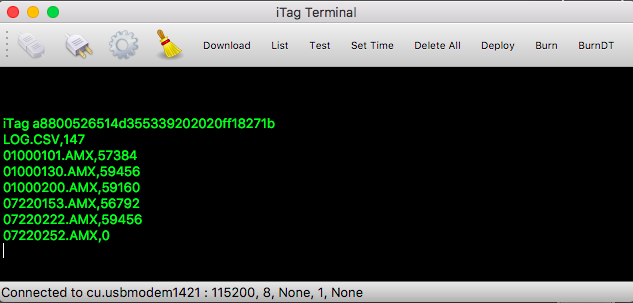 iTag Terminal
Download List Test Set Time Delete All Deploy Burn BurnDT
iTag a8800526514d355339202020ff18271b
LOG.CSV,147
01000101.AMX,57384
01000130.AMX,59456
01000200.AMX,59160
07220153.AMX,56792
07220222.AMX,59456
07220252.AMX,0
Connected to cu.usbmodem1421 : 115200, 8, None, 1, None